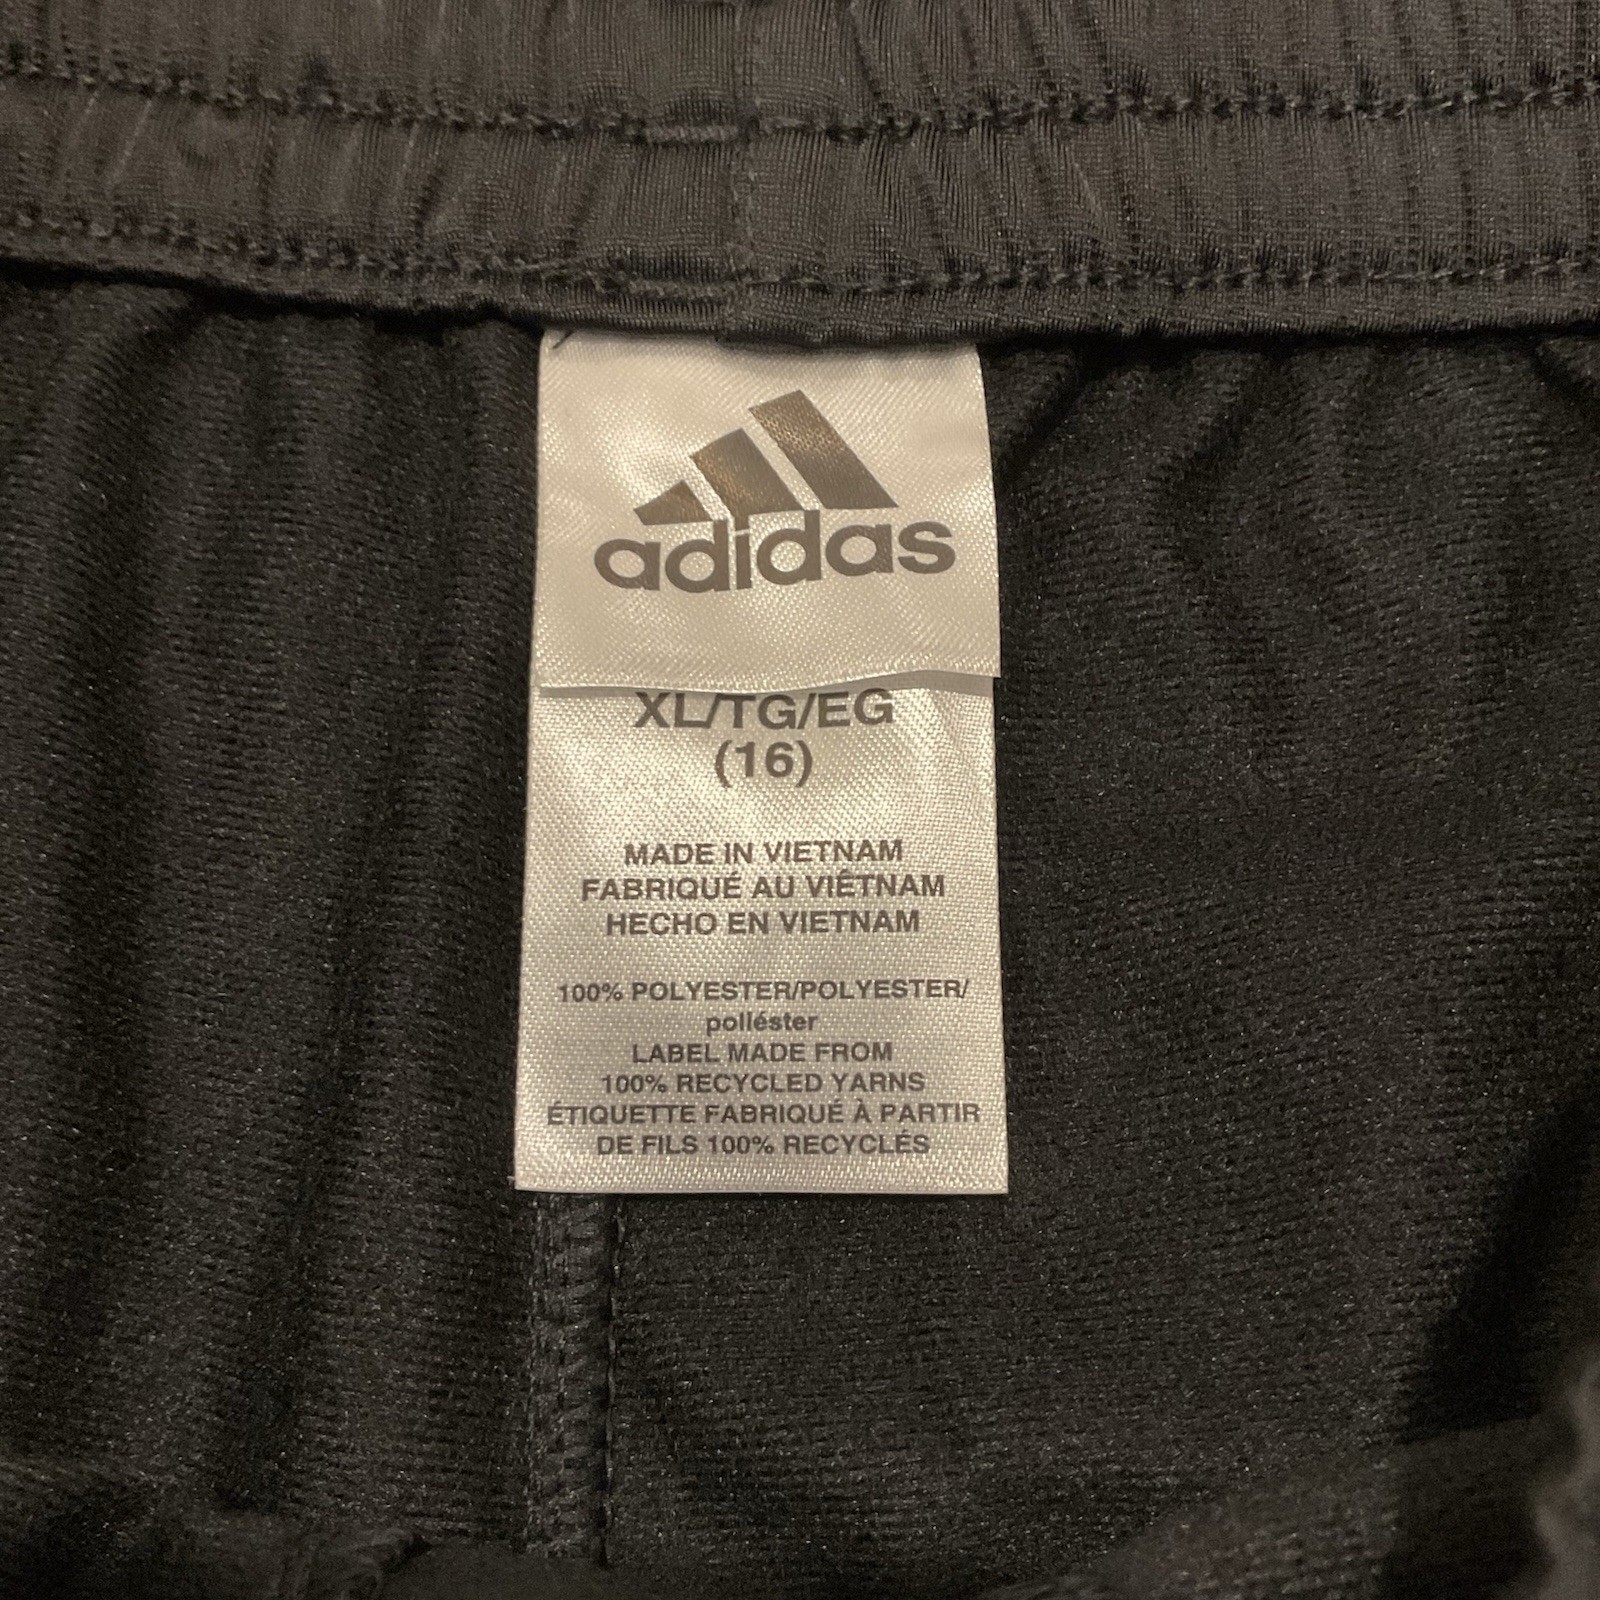 adidas
XL/TG/EG
(16)
MADE IN VIETNAM
FABRIQUÉ AU VIÊTNAM
HECHO EN VIETNAM
100% POLYESTER/POLYESTER/
poliéster
LABEL MADE FROM
100% RECYCLED YARNS
ÉTIQUETTE FABRIQUÉ À PARTIR
DE FILS 100% RECYCLÉS